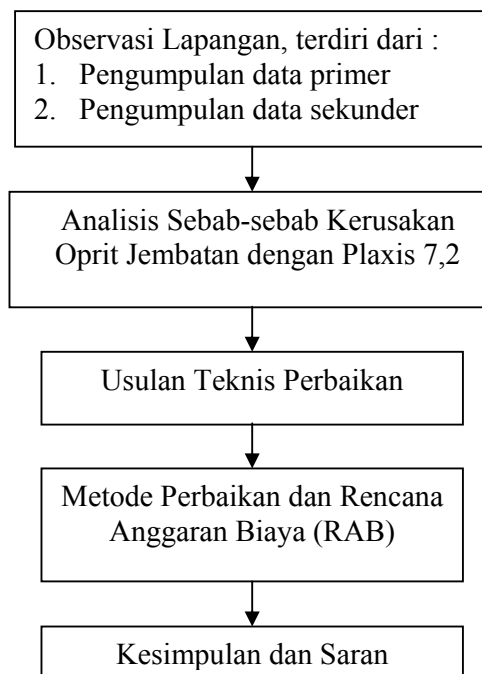 Observasi Lapangan, terdiri dari :
1. Pengumpulan data primer
2. Pengumpulan data sekunder
Analisis Sebab-sebab Kerusakan
Oprit Jembatan dengan Plaxis 7,2
Usulan Teknis Perbaikan
Metode Perbaikan dan Rencana
Anggaran Biaya (RAB)
Kesimpulan dan Saran